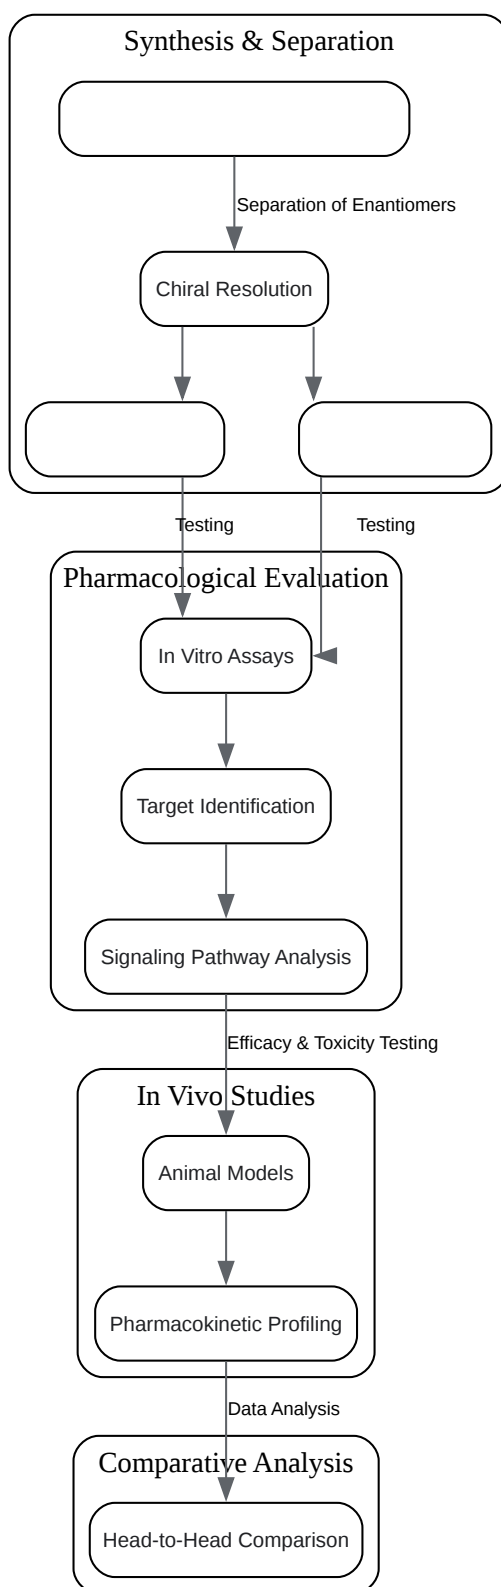 Synthesis & Separation
Separation of Enantiomers
Chiral Resolution
Testing
Testing
Pharmacological Evaluation
In Vitro Assays
Target Identification
Signaling Pathway Analysis
Efficacy & Toxicity Testing
In Vivo Studies
Animal Models
Pharmacokinetic Profiling
Data Analysis
Comparative Analysis
Head-to-Head Comparison